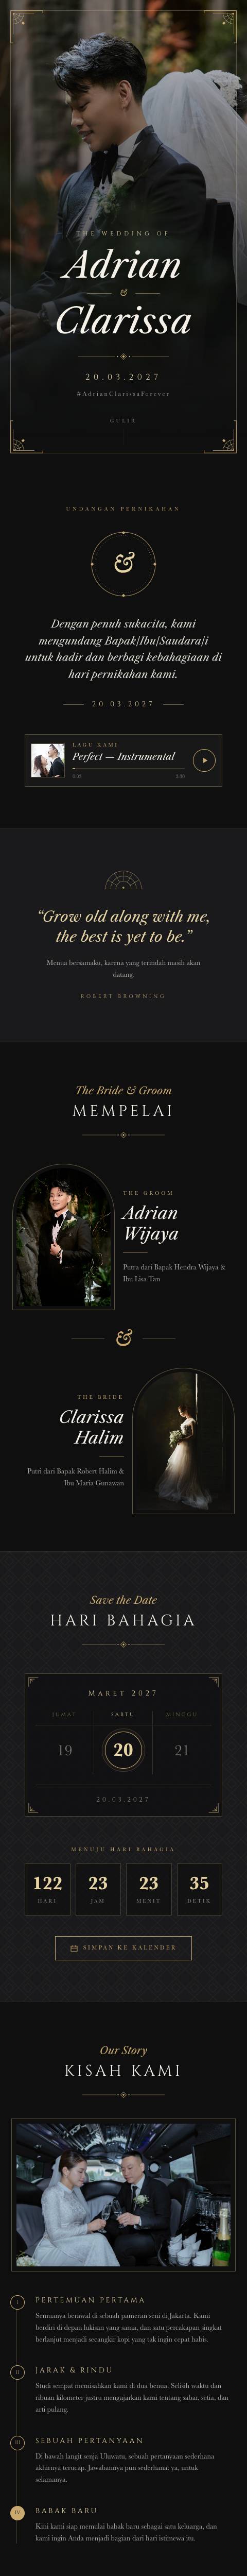 THE WEDDING OF
Adrian
&
Clarissa
20.03.2027
#AdrianClarissaForever
GULIR
UNDANGAN PERNIKAHAN
&
Dengan penuh sukacita, kami
mengundang Bapak|Ibu|Saudara|i
untuk hadir dan berbagi kebahagiaan di
hari pernikahan kami.
20.03.2027
LAGU KAMI
Perfect — Instrumental
“Grow old along with me,
the best is yet to be.”
Menua bersamaku, karena yang terindah masih akan
datang.
ROBERT BROWNING
The Bride & Groom
MEMPELAI
THE GROOM
Adrian
Wijaya
Putra dari Bapak Hendra Wijaya &
Ibu Lisa Tan
&
THE BRIDE
Clarissa
Halim
Putri dari Bapak Robert Halim &
Ibu Maria Gunawan
Save the Date
HARI BAHAGIA
MARET 2027
JUMAT SABTU MINGGU
19 20 21
20.03.2027
MENUJU HARI BAHAGIA
122 23 23 35
HARI JAM MENIT DETIK
SIMPAN KE KALENDER
Our Story
KISAH KAMI
I
PERTEMUAN PERTAMA
Semuanya berawal di sebuah pameran seni di Jakarta. Kami
berdiri di depan lukisan yang sama, dan satu percakapan singkat
berlanjut menjadi secangkir kopi yang tak ingin cepat habis.
II
JARAK & RINDU
Studi sempat memisahkan kami di dua benua. Selisih waktu dan
ribuan kilometer justru mengajarkan kami tentang sabar, setia, dan
arti pulang.
III
SEBUAH PERTANYAAN
Di bawah langit senja Uluwatu, sebuah pertanyaan sederhana
akhirnya terucap. Jawabannya pun sederhana: ya, untuk
selamanya.
IV
BABAK BARU
Kini kami siap memulai babak baru sebagai satu keluarga, dan
kami ingin Anda menjadi bagian dari hari istimewa itu.